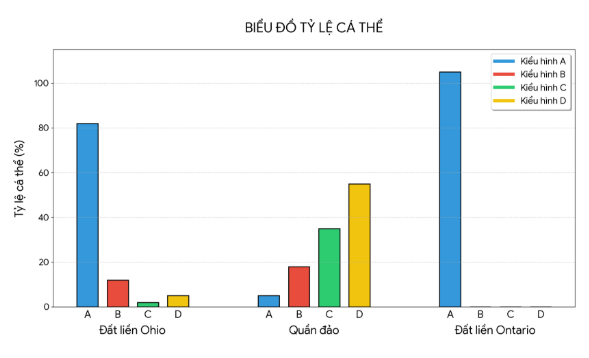 BIỂU ĐỒ TỶ LỆ CÁ THỂ
Kiểu hình A
Kiểu hình B
Kiểu hình C
Kiểu hình D
Tỷ lệ cá thể (%)
100
80
60
40
20
0
A B C D A B C D A B C D
Đất liền Ohio Quần đảo Đất liền Ontario